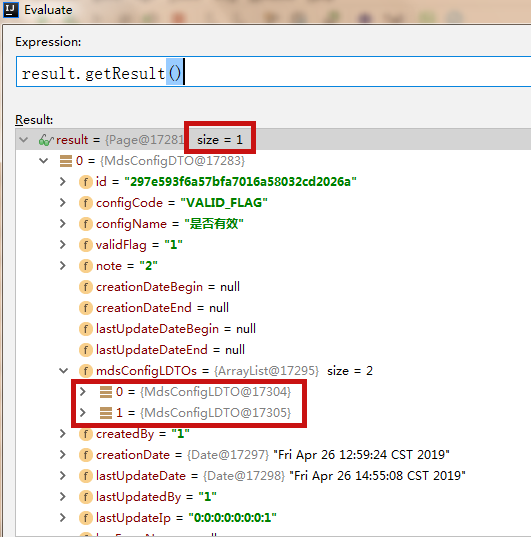 Evaluate
Expression:
result.getResult()
Result:
result = {Page@17281 size = 1
0 = {MdsConfigDTO@17283}
id = "297e593f6a57bfa7016a58032cd2026a"
configCode = "VALID_FLAG"
configName = "是否有效"
validFlag = "1"
note = "2"
creationDateBegin = null
creationDateEnd = null
lastUpdateDateBegin = null
lastUpdateDateEnd = null
mdsConfigLDTOs = {ArrayList@17295} size = 2
0 = {MdsConfigLDTO@17304}
1 = {MdsConfigLDTO@17305}
createdBy = "1"
creationDate = {Date@17297} "Fri Apr 26 12:59:24 CST 2019"
lastUpdateDate = {Date@17298} "Fri Apr 26 14:55:08 CST 2019"
lastUpdatedBy = "1"
lastUpdateIp = "0:0:0:0:0:0:0:1"